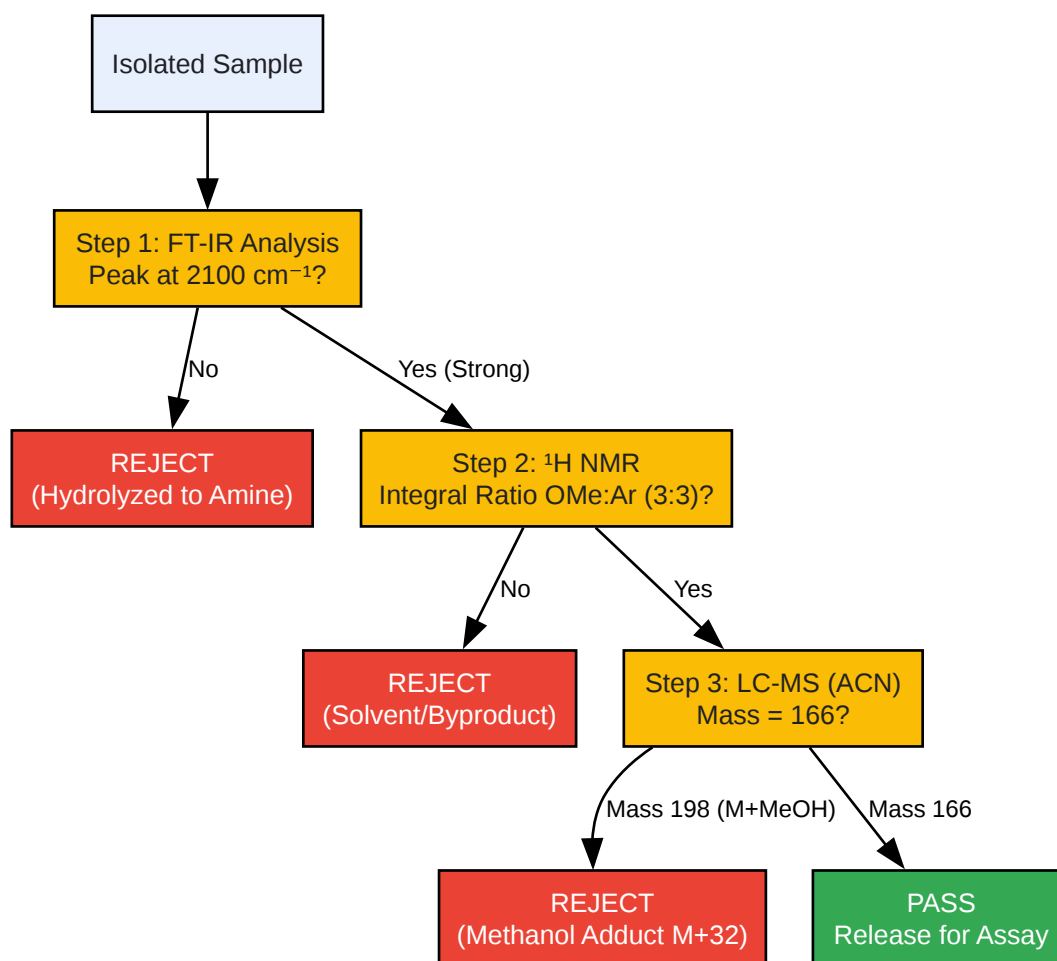 Isolated Sample
Step 1: FT-IR Analysis
Peak at 2100 cm⁻¹?
No
Yes (Strong)
REJECT
(Hydrolyzed to Amine)
Step 2: ¹H NMR
Integral Ratio OMe:Ar (3:3)?
No
Yes
REJECT
(Solvent/Byproduct)
Step 3: LC-MS (ACN)
Mass = 166?
Mass 198 (M+MeOH)
Mass 166
REJECT
(Methanol Adduct M+32)
PASS
Release for Assay